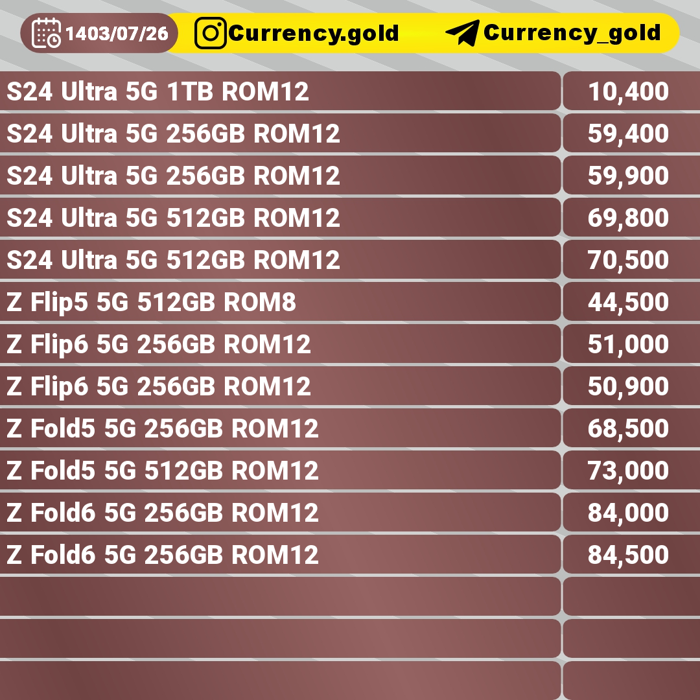 1403/07/26 Currency.gold Currency_gold
S24 Ultra 5G 1TB ROM12 10,400
S24 Ultra 5G 256GB ROM12 59,400
S24 Ultra 5G 256GB ROM12 59,900
S24 Ultra 5G 512GB ROM12 69,800
S24 Ultra 5G 512GB ROM12 70,500
Z Flip5 5G 512GB ROM8 44,500
Z Flip6 5G 256GB ROM12 51,000
Z Flip6 5G 256GB ROM12 50,900
Z Fold5 5G 256GB ROM12 68,500
Z Fold5 5G 512GB ROM12 73,000
Z Fold6 5G 256GB ROM12 84,000
Z Fold6 5G 256GB ROM12 84,500